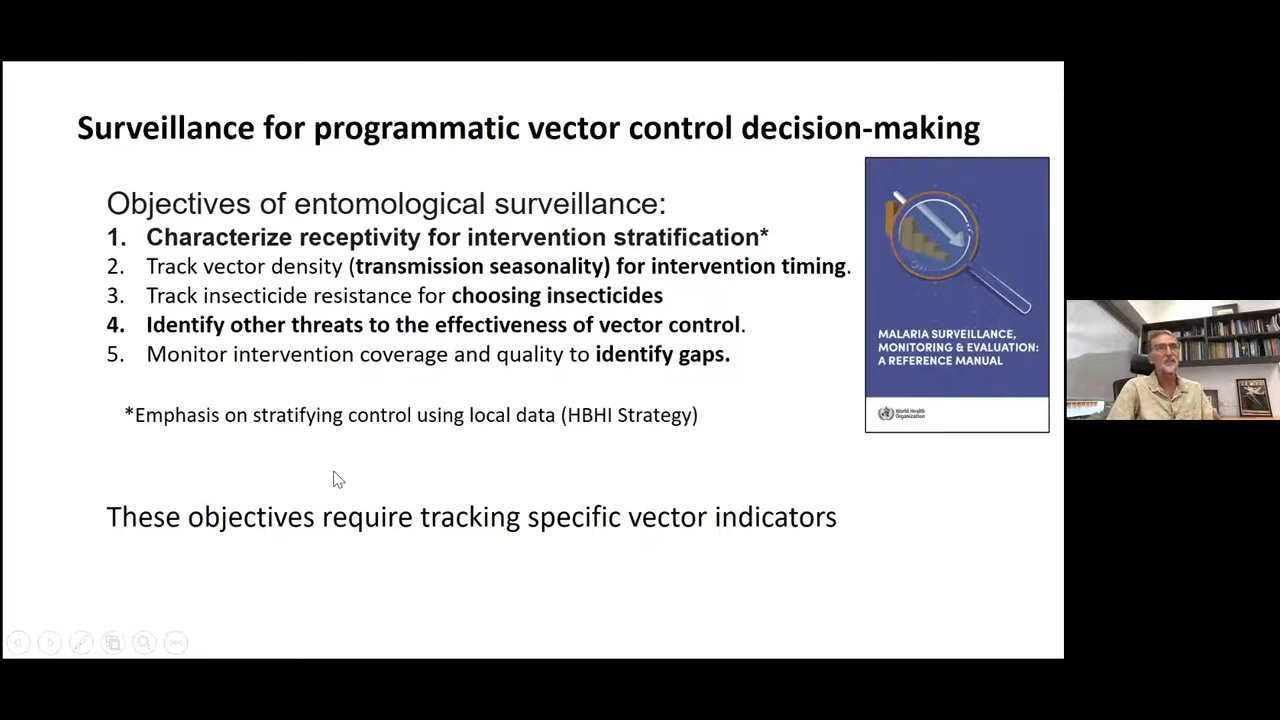 Surveillance for programmatic vector control decision-making
Objectives of entomological surveillance:
1. Characterize receptivity for intervention stratification*
2. Track vector density (transmission seasonality) for intervention timing.
3. Track insecticide resistance for choosing insecticides
4. Identify other threats to the effectiveness of vector control.
5. Monitor intervention coverage and quality to identify gaps.
*Emphasis on stratifying control using local data (HBHI Strategy)
These objectives require tracking specific vector indicators
MALARIA SURVEILLANCE,
MONITORING & EVALUATION:
A REFERENCE MANUAL
World Health
Organization